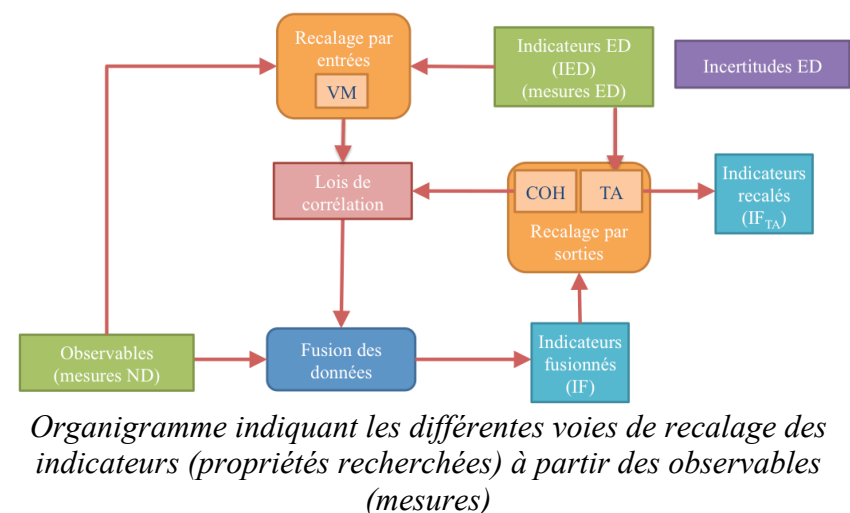 Recalage par
entrées
VM
Indicateurs ED
(IED)
(mesures ED)
Incertitudes ED
Lois de
corrélation
COH
TA
Recalage par
sorties
Indicateurs
recalés
(IF_TA)
Observables
(mesures ND)
Fusion des
données
Indicateurs
fusionnés
(IF)
Organigramme indiquant les différentes voies de recalage des
indicateurs (propriétés recherchées) à partir des observables
(mesures)